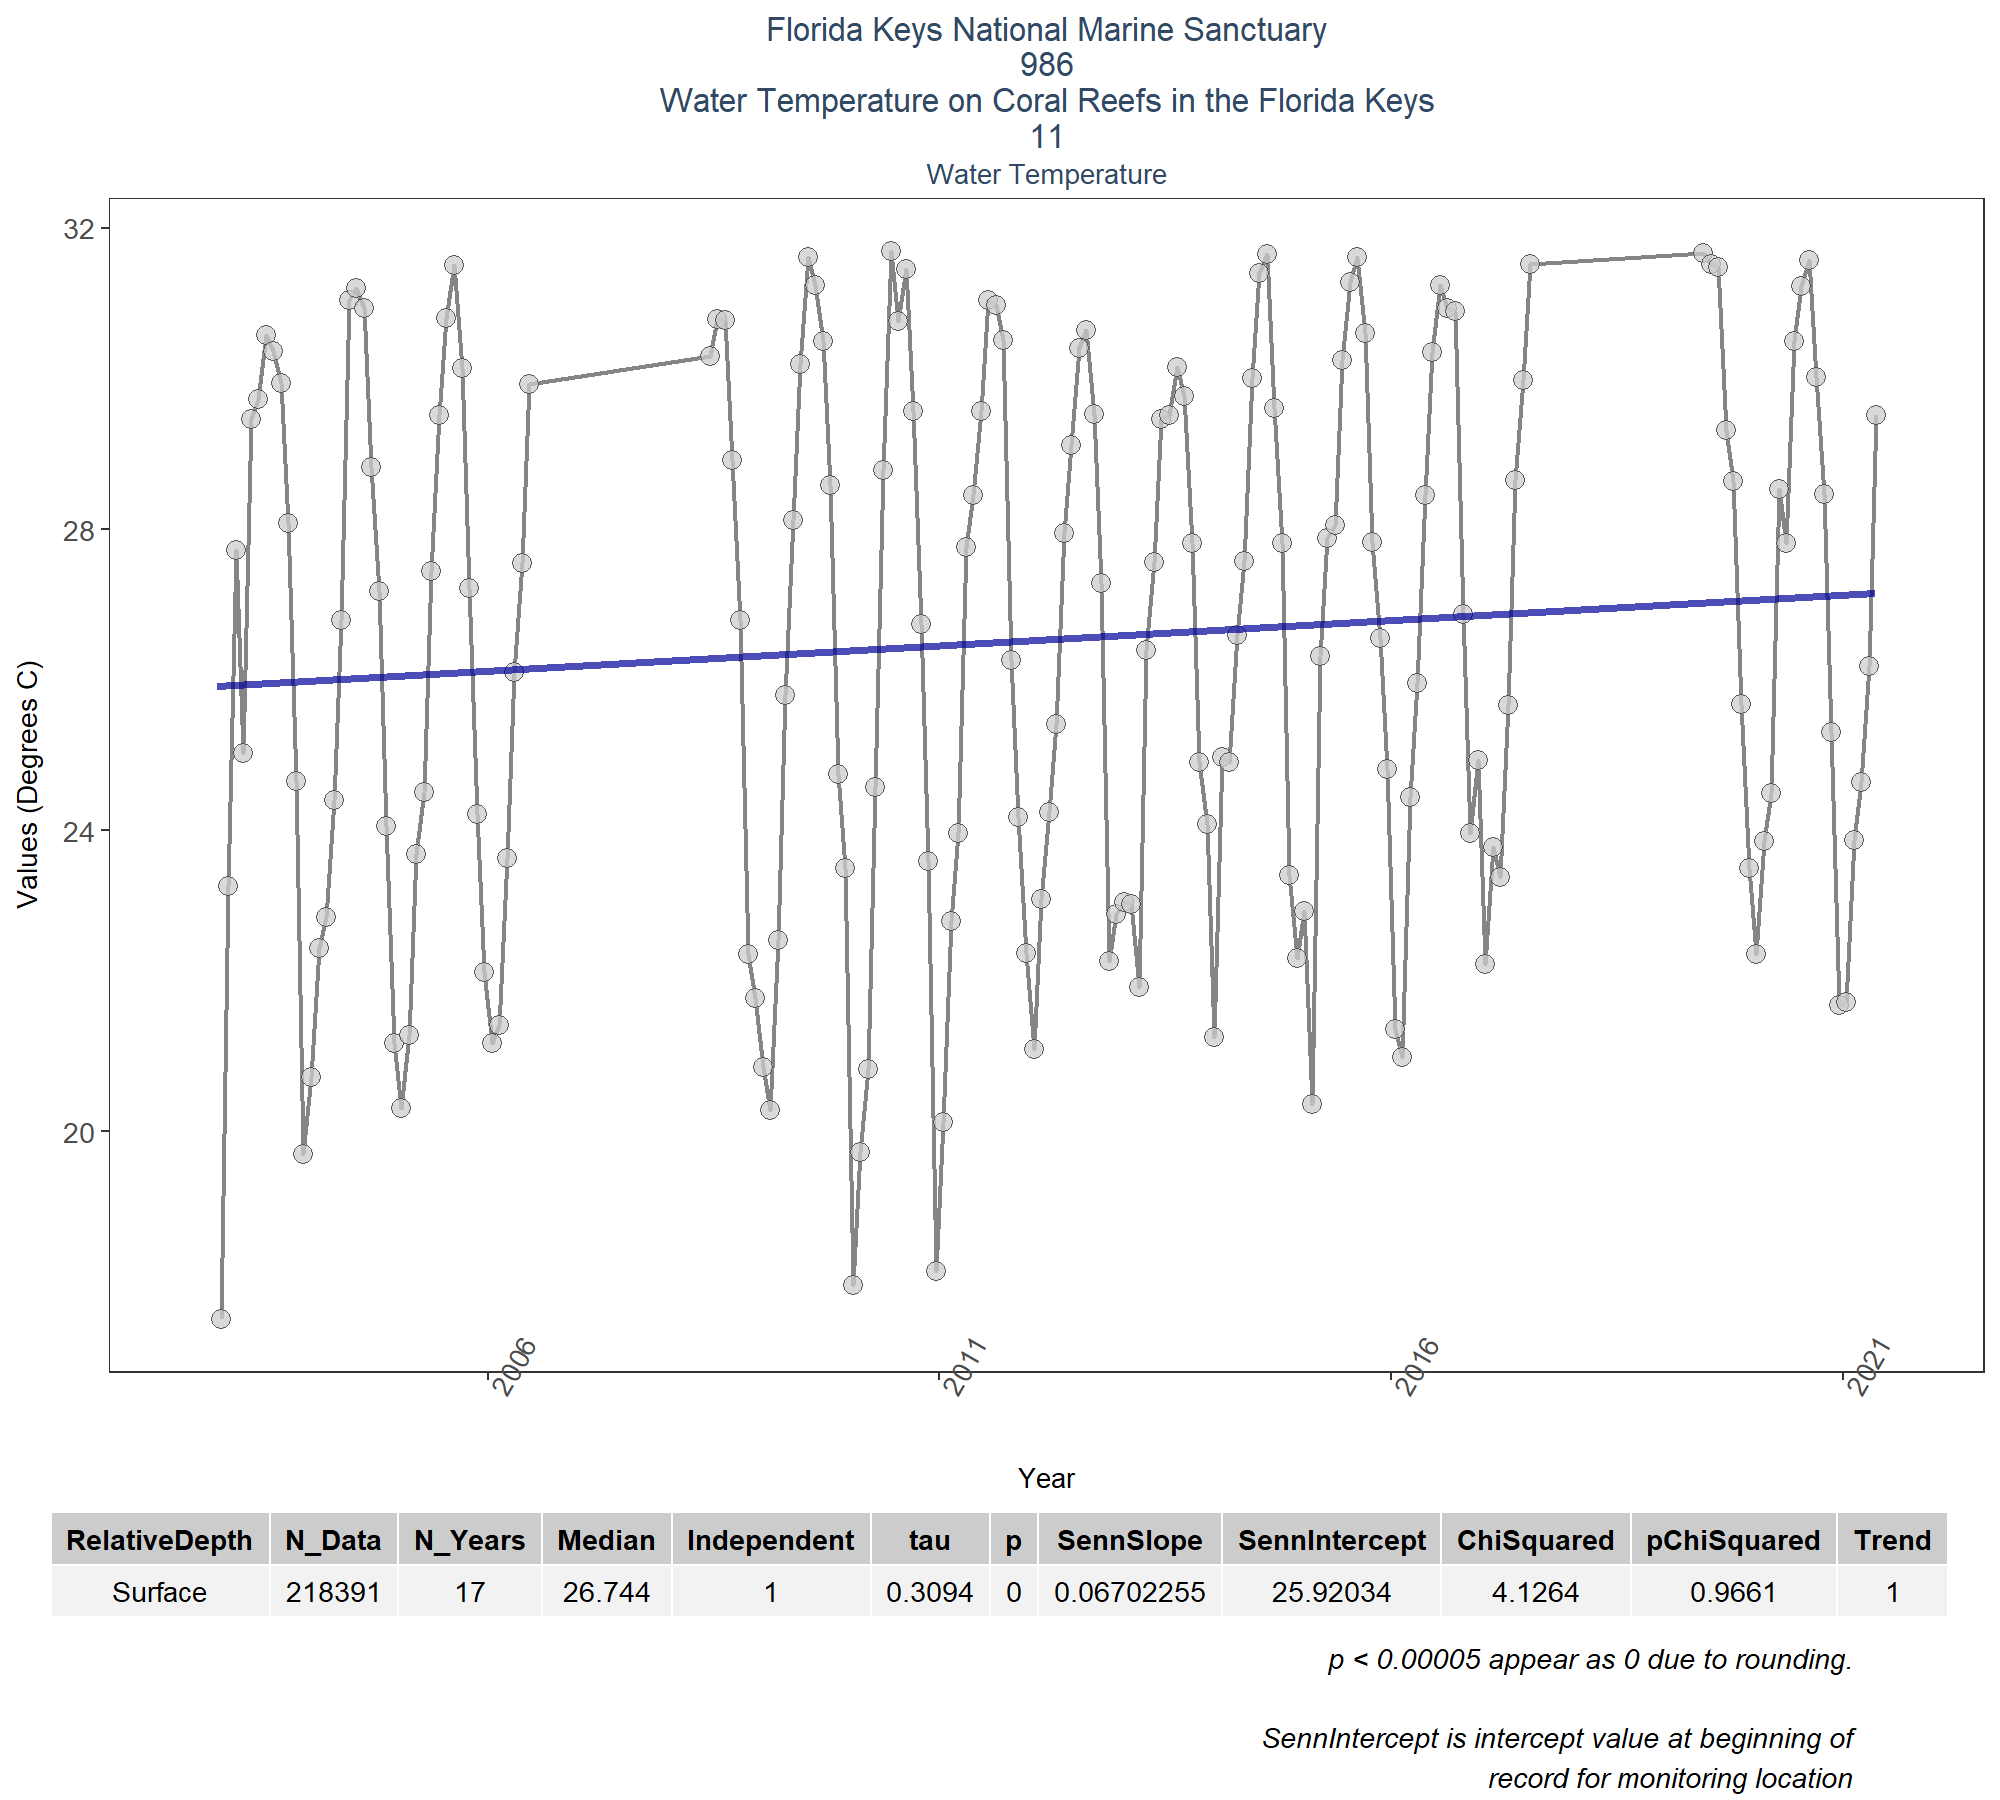 Florida Keys National Marine Sanctuary
986
Water Temperature on Coral Reefs in the Florida Keys
11
Water Temperature
32
28
24
20
Values (Degrees C)
2006
2011
2016
2021
Year
RelativeDepth N_Data N_Years Median Independent tau p SennSlope SennIntercept ChiSquared pChiSquared Trend
Surface 218391 17 26.744 1 0.3094 0 0.06702255 25.92034 4.1264 0.9661 1
p < 0.00005 appear as 0 due to rounding.
SennIntercept is intercept value at beginning of
record for monitoring location